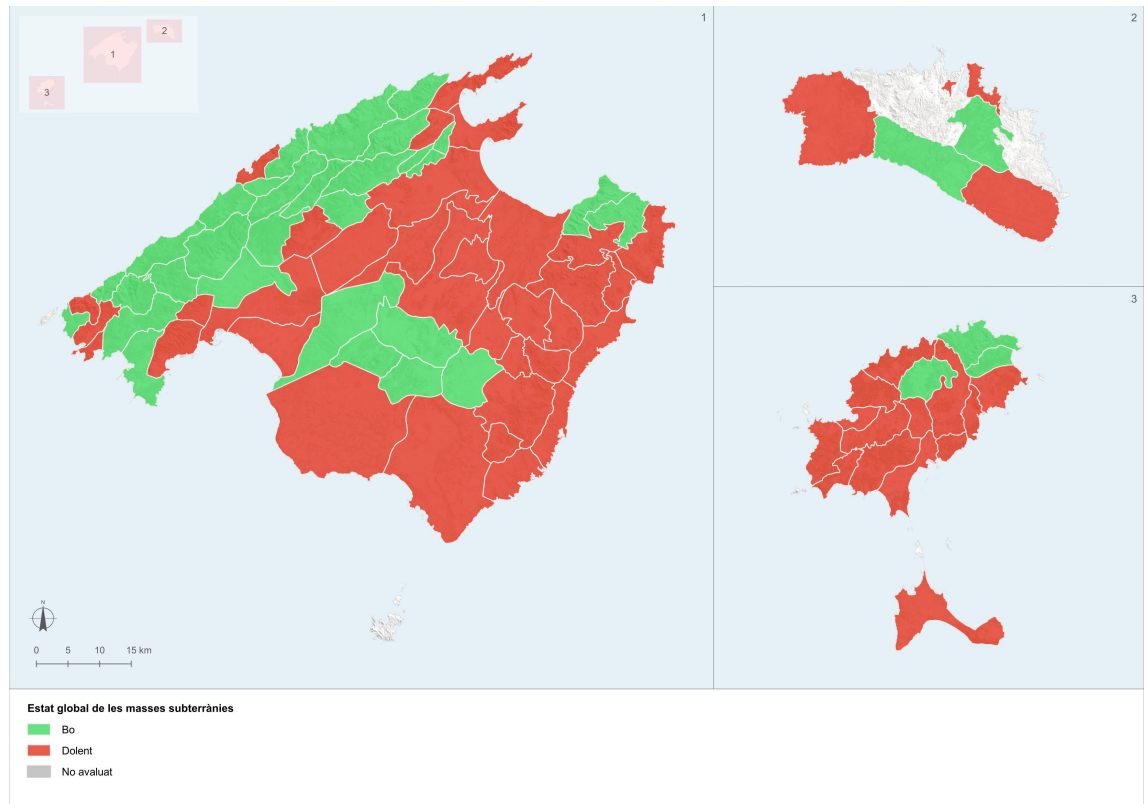 1
2
3
1
2
3
N
0 5 10 15 km
Estat global de les masses subterrànies
Bo
Dolent
No avaluat